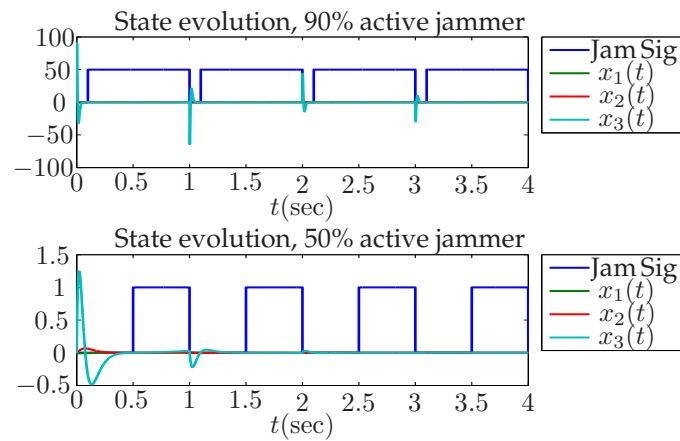 State evolution, 90% active jammer
100
50
0
−50
−100
0 0.5 1 1.5 2 2.5 3 3.5 4
t(sec)
Jam Sig
x₁(t)
x₂(t)
x₃(t)
State evolution, 50% active jammer
1.5
1
0.5
0
−0.5
0 0.5 1 1.5 2 2.5 3 3.5 4
t(sec)
Jam Sig
x₁(t)
x₂(t)
x₃(t)